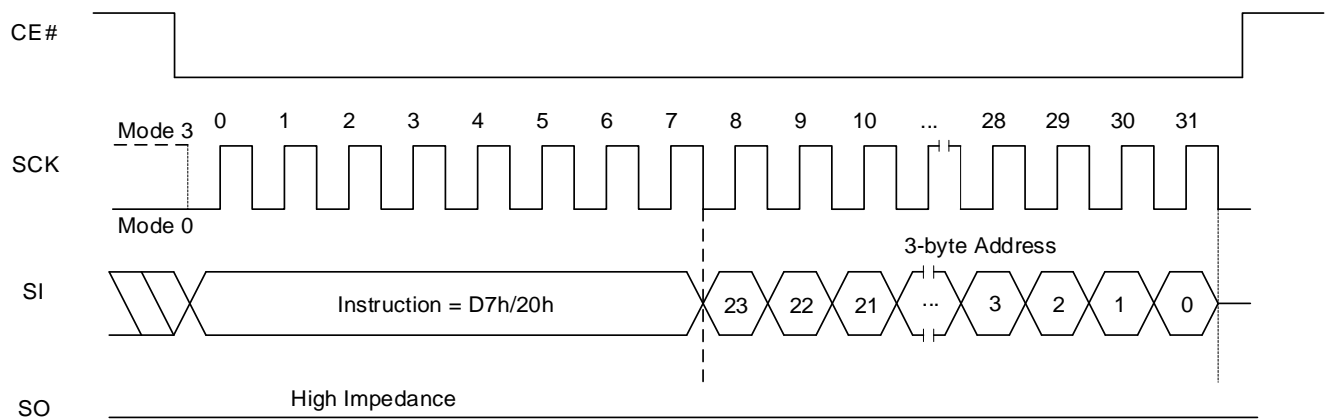 CE#
0 1 2 3 4 5 6 7 8 9 10 ... 28 29 30 31
Mode 3
SCK
Mode 0
3-byte Address
SI
Instruction = D7h/20h 23 22 21 ... 3 2 1 0
High Impedance
SO